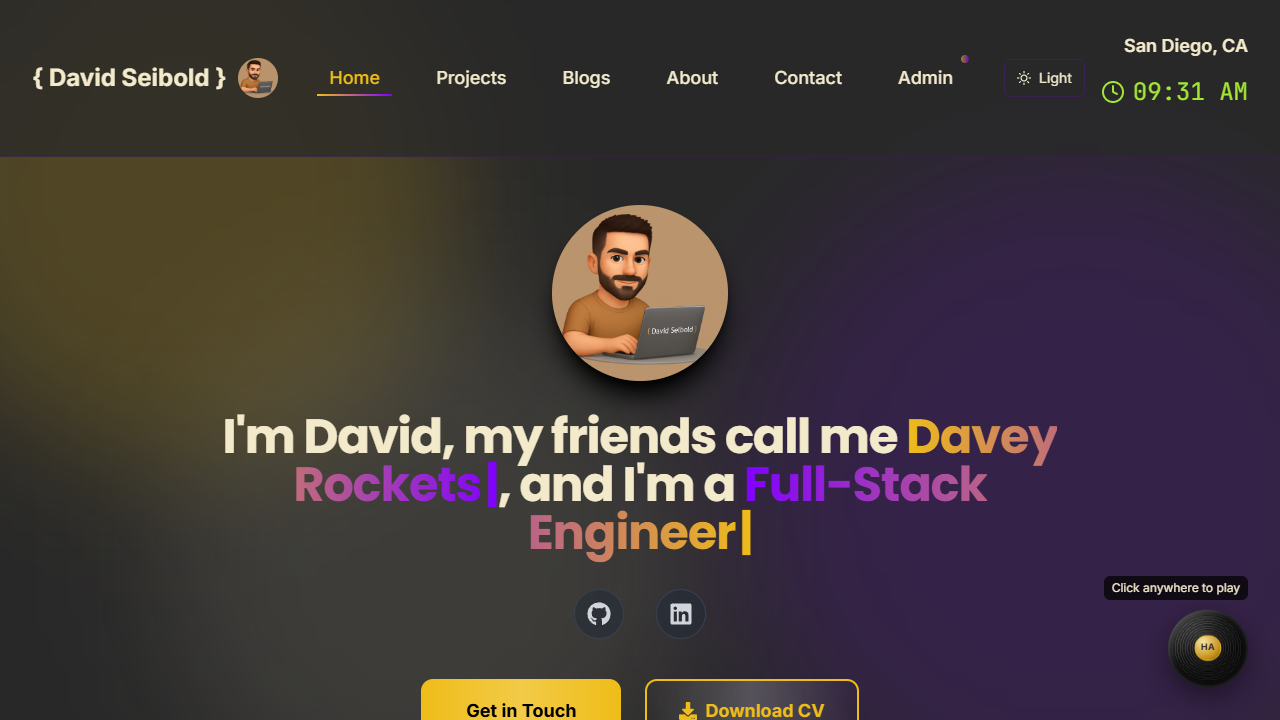 { David Seibold }
Home
Projects
Blogs
About
Contact
Admin
Light
San Diego, CA
09:31 AM
{ David Seibold }
I'm David, my friends call me Davey
Rockets|, and I'm a Full-Stack
Engineer|
in
Click anywhere to play
HA
Get in Touch
Download CV